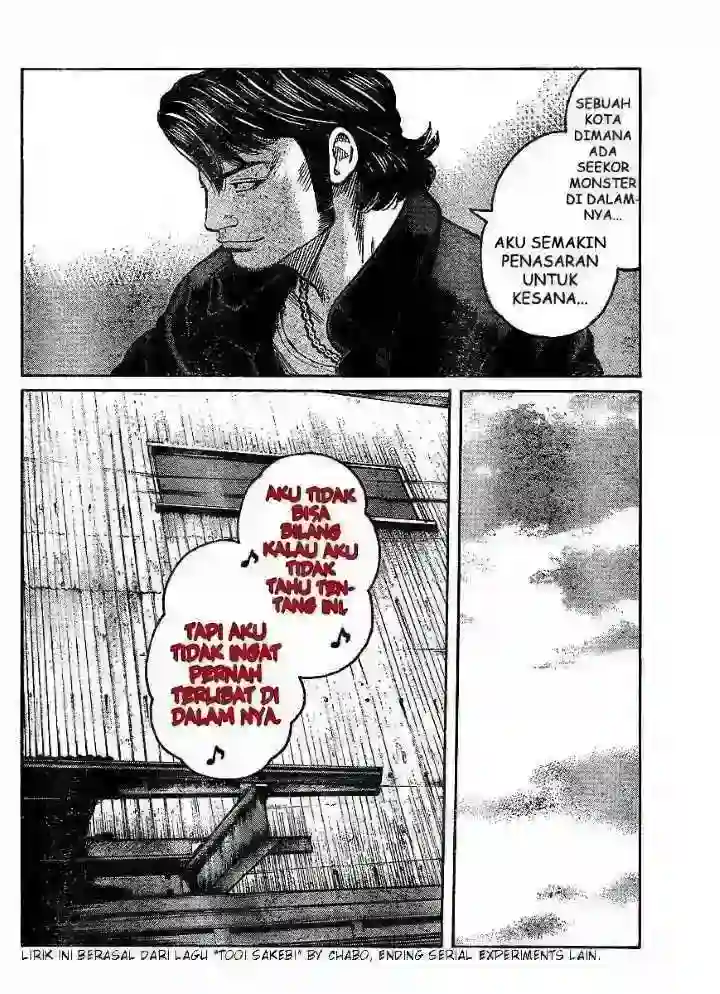 SEBUAH
KOTA
DIMANA
ADA
SEEKOR
MONSTER
DI DALAM-
NYA...
AKU SEMAKIN
PENASARAN
UNTUK
KESANA...
AKU TIDAK
BISA
BILANG
KALAU AKU
TIDAK
TAHU TEN-
TANG INI.
TAPI AKU
TIDAK INGAT
PERNAH
TERLIBAT DI
DALAM NYA.
LIRIK INI BERASAL DARI LAGU "TOOI SAKEBI" BY CHABO, ENDING SERIAL EXPERIMENTS LAIN.